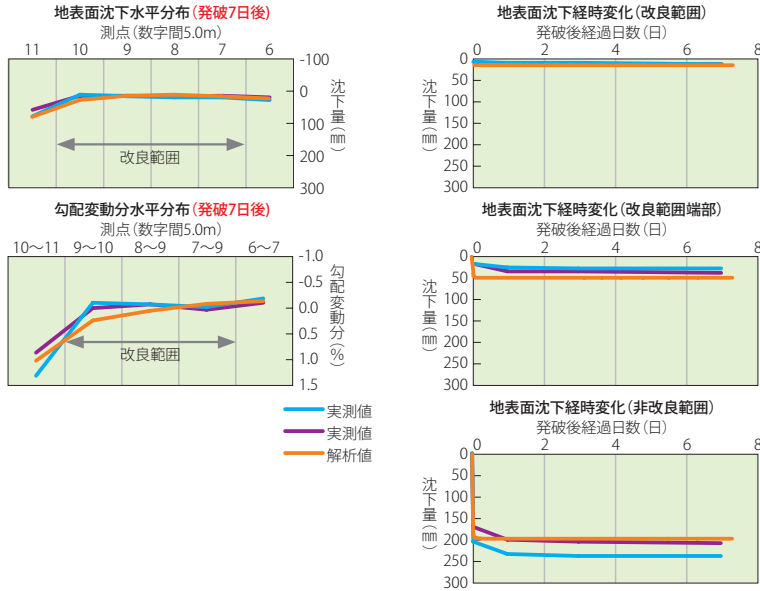 地表面沈下水平分布(発破7日後)
測点(数字間5.0m)
11 10 9 8 7 6
-100
0
100
200
300
沈下量(㎜)
改良範囲
勾配変動分水平分布(発破7日後)
測点(数字間5.0m)
10〜11 9〜10 8〜9 7〜9 6〜7
-1.0
-0.5
0.0
0.5
1.0
1.5
勾配変動分(%)
改良範囲
実測値
実測値
解析値
地表面沈下経時変化(改良範囲)
発破後経過日数(日)
0 2 4 6 8
0
50
100
150
200
250
300
沈下量(㎜)
地表面沈下経時変化(改良範囲端部)
発破後経過日数(日)
0 2 4 6 8
0
50
100
150
200
250
300
沈下量(㎜)
地表面沈下経時変化(非改良範囲)
発破後経過日数(日)
0 2 4 6 8
0
50
100
150
200
250
300
沈下量(㎜)